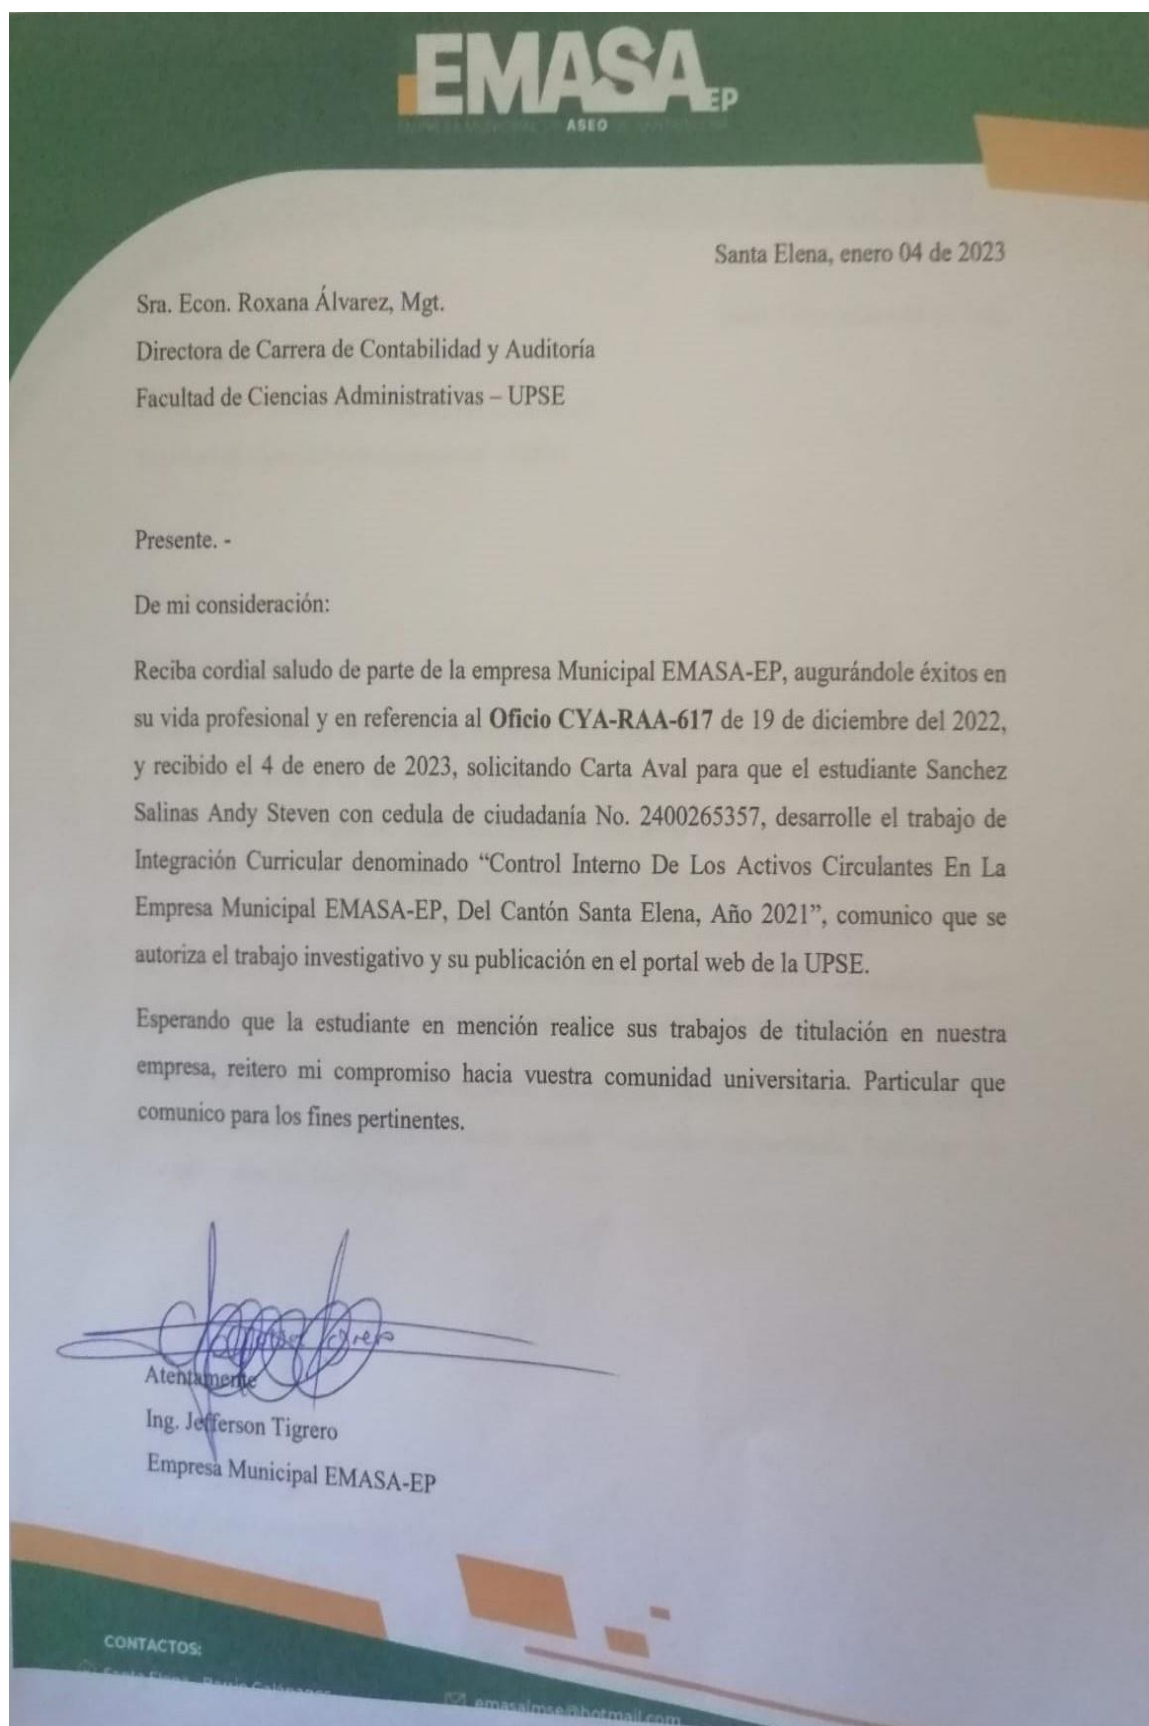 EMASA EP
ASEO
Santa Elena, enero 04 de 2023
Sra. Econ. Roxana Álvarez, Mgt.
Directora de Carrera de Contabilidad y Auditoría
Facultad de Ciencias Administrativas – UPSE
Presente. -
De mi consideración:
Reciba cordial saludo de parte de la empresa Municipal EMASA-EP, augurándole éxitos en
su vida profesional y en referencia al Oficio CYA-RAA-617 de 19 de diciembre del 2022,
y recibido el 4 de enero de 2023, solicitando Carta Aval para que el estudiante Sanchez
Salinas Andy Steven con cedula de ciudadanía No. 2400265357, desarrolle el trabajo de
Integración Curricular denominado “Control Interno De Los Activos Circulantes En La
Empresa Municipal EMASA-EP, Del Cantón Santa Elena, Año 2021”, comunico que se
autoriza el trabajo investigativo y su publicación en el portal web de la UPSE.
Esperando que la estudiante en mención realice sus trabajos de titulación en nuestra
empresa, reitero mi compromiso hacia vuestra comunidad universitaria. Particular que
comunico para los fines pertinentes.
Atentamente
Ing. Jefferson Tigrero
Empresa Municipal EMASA-EP
CONTACTOS:
Santa Elena - Barrio Galápagos
emasalmse@hotmail.com